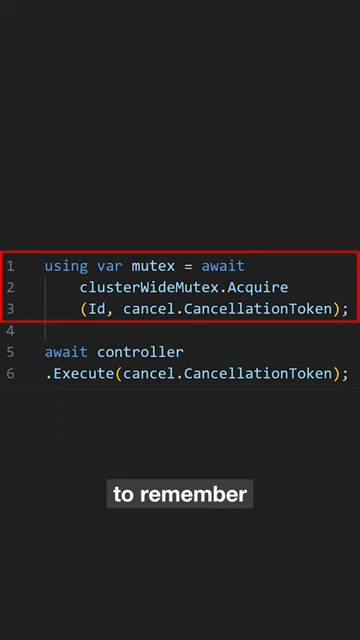 1 using var mutex = await
2 clusterWideMutex.Acquire
3 (Id, cancel.CancellationToken);
4
5 await controller
6 .Execute(cancel.CancellationToken);
to remember